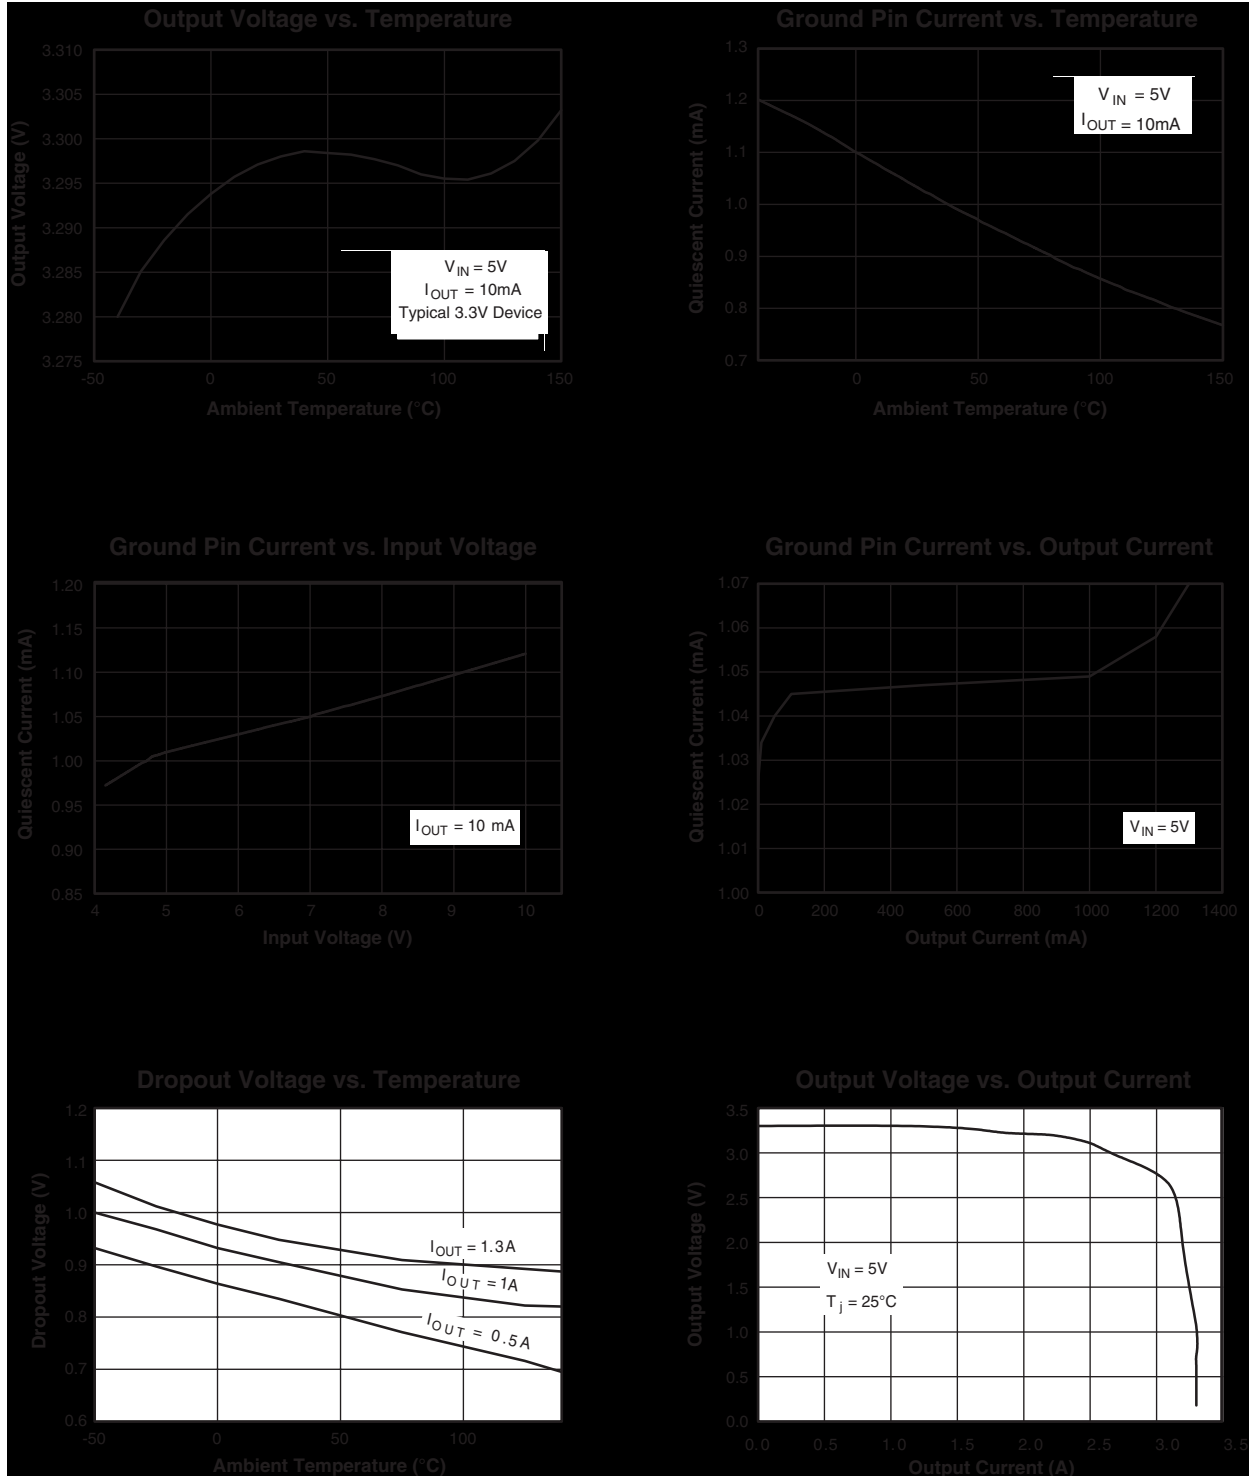 Output Voltage vs. Temperature
3.310
3.305
3.300
3.295
3.290
3.285
3.280
3.275
Output Voltage (V)
VIN = 5V
IOUT = 10mA
Typical 3.3V Device
-50 0 50 100 150
Ambient Temperature (°C)
Ground Pin Current vs. Temperature
1.3
1.2
1.1
1.0
0.9
0.8
0.7
Quiescent Current (mA)
VIN = 5V
IOUT = 10mA
0 50 100 150
Ambient Temperature (°C)
Ground Pin Current vs. Input Voltage
1.20
1.15
1.10
1.05
1.00
0.95
0.90
0.85
Quiescent Current (mA)
IOUT = 10 mA
4 5 6 7 8 9 10
Input Voltage (V)
Ground Pin Current vs. Output Current
1.07
1.06
1.05
1.04
1.03
1.02
1.01
1.00
Quiescent Current (mA)
VIN = 5V
0 200 400 600 800 1000 1200 1400
Output Current (mA)
Dropout Voltage vs. Temperature
1.2
1.1
1.0
0.9
0.8
0.7
0.6
Dropout Voltage (V)
IOUT = 1.3A
IOUT = 1A
IOUT = 0.5A
-50 0 50 100
Ambient Temperature (°C)
Output Voltage vs. Output Current
3.5
3.0
2.5
2.0
1.5
1.0
0.5
0.0
Output Voltage (V)
VIN = 5V
Tj = 25°C
0.0 0.5 1.0 1.5 2.0 2.5 3.0 3.5
Output Current (A)